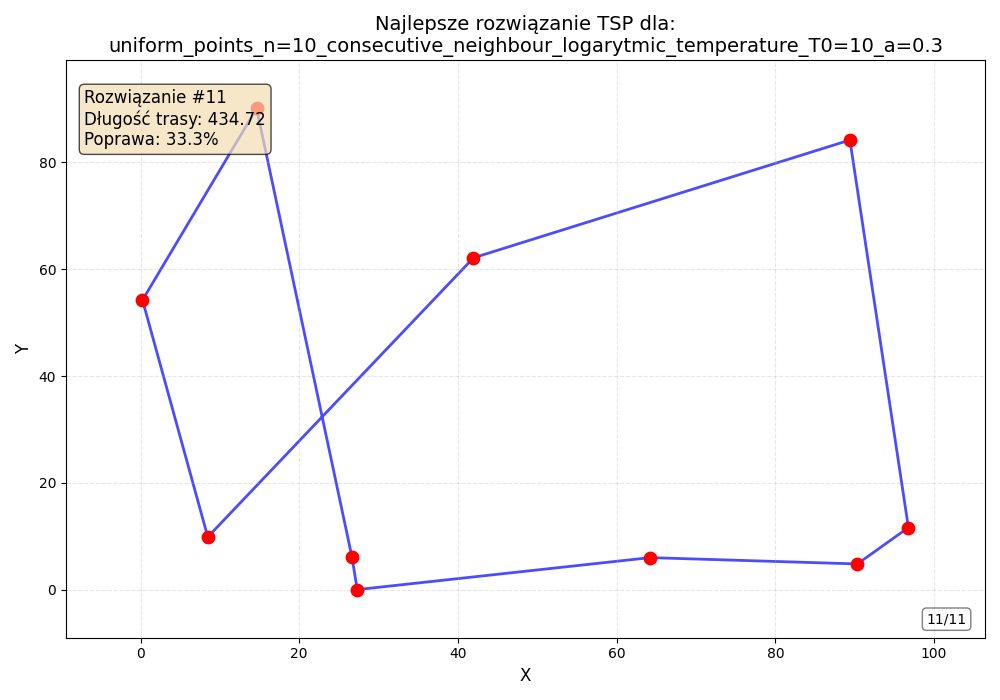 Najlepsze rozwiązanie TSP dla:
uniform_points_n=10_consecutive_neighbour_logarytmic_temperature_T0=10_a=0.3
Rozwiązanie #11
Długość trasy: 434.72
Poprawa: 33.3%
80
60
40
20
0
Y
11/11
0 20 40 60 80 100
X